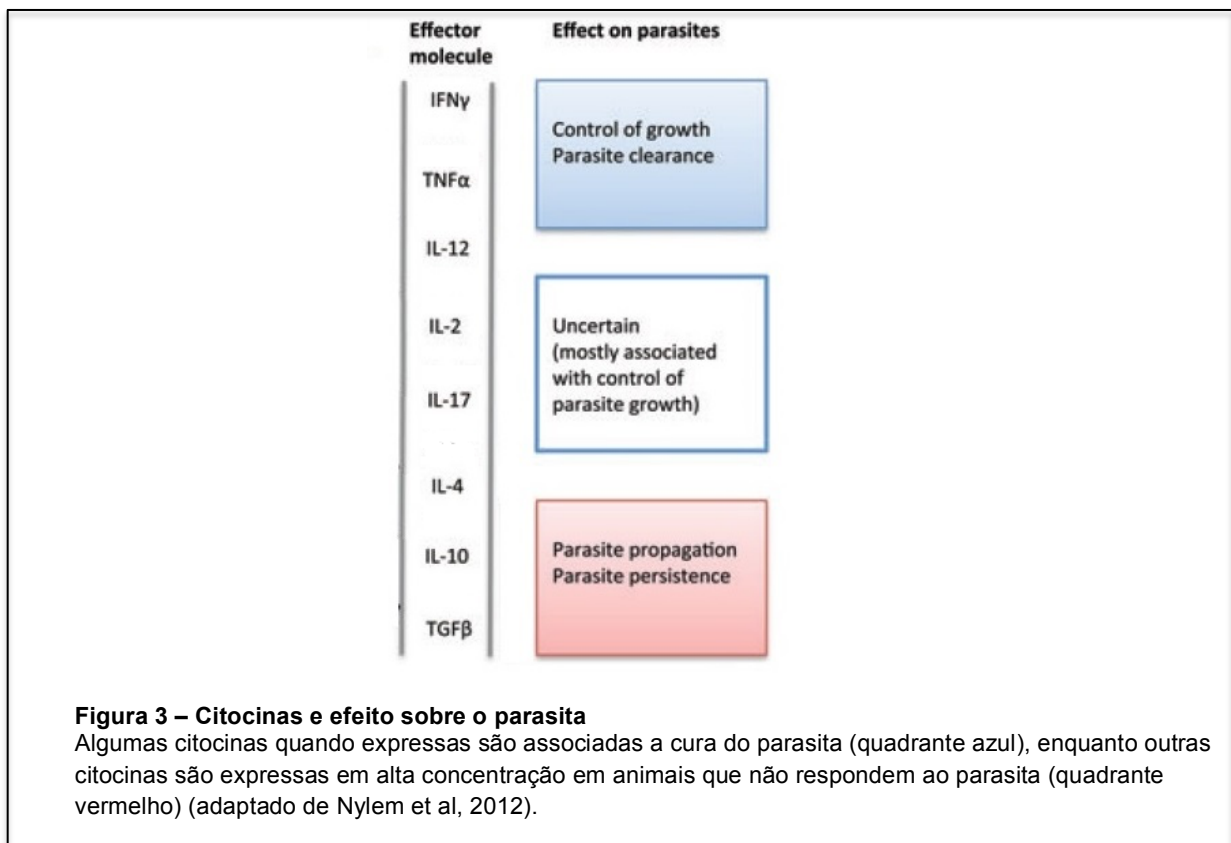 Effector
molecule
Effect on parasites
IFNγ
TNFα
IL-12
IL-2
IL-17
IL-4
IL-10
TGFβ
Control of growth
Parasite clearance
Uncertain
(mostly associated
with control of
parasite growth)
Parasite propagation
Parasite persistence
Figura 3 – Citocinas e efeito sobre o parasita
Algumas citocinas quando expressas são associadas a cura do parasita (quadrante azul), enquanto outras
citocinas são expressas em alta concentração em animais que não respondem ao parasita (quadrante
vermelho) (adaptado de Nylem et al, 2012).